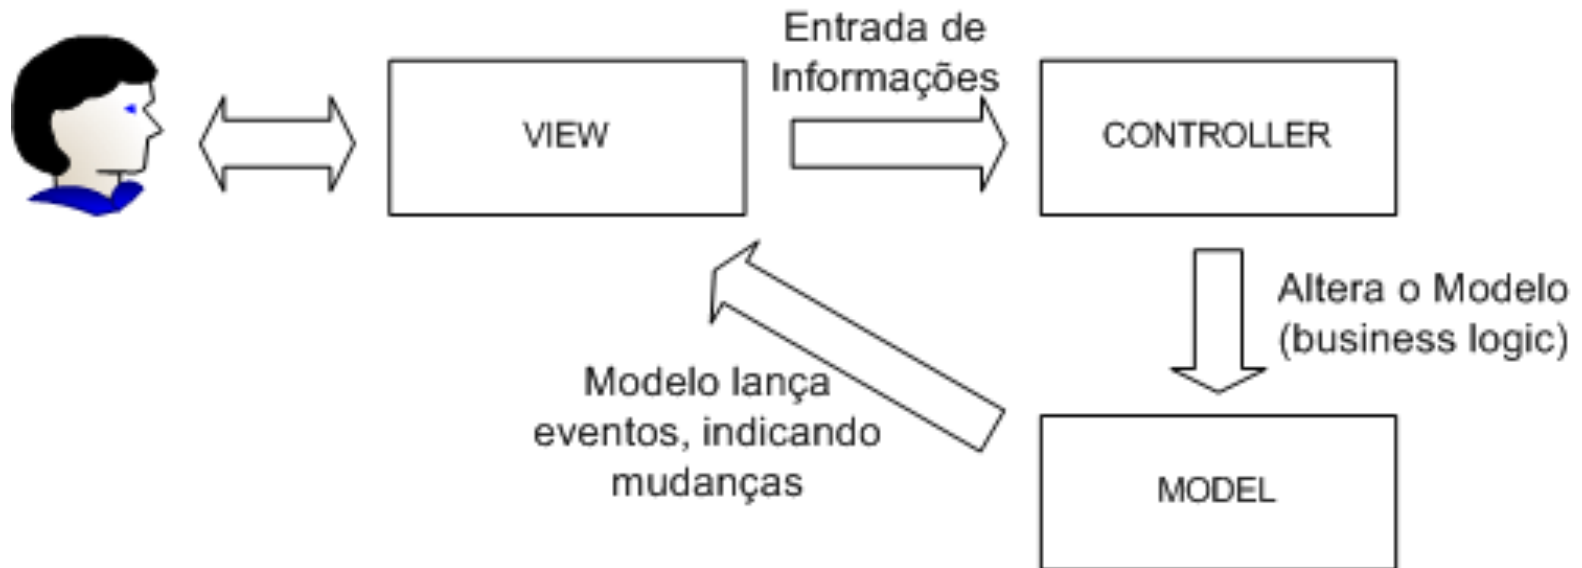 Entrada de
Informações
VIEW
CONTROLLER
Altera o Modelo
(business logic)
Modelo lança
eventos, indicando
mudanças
MODEL